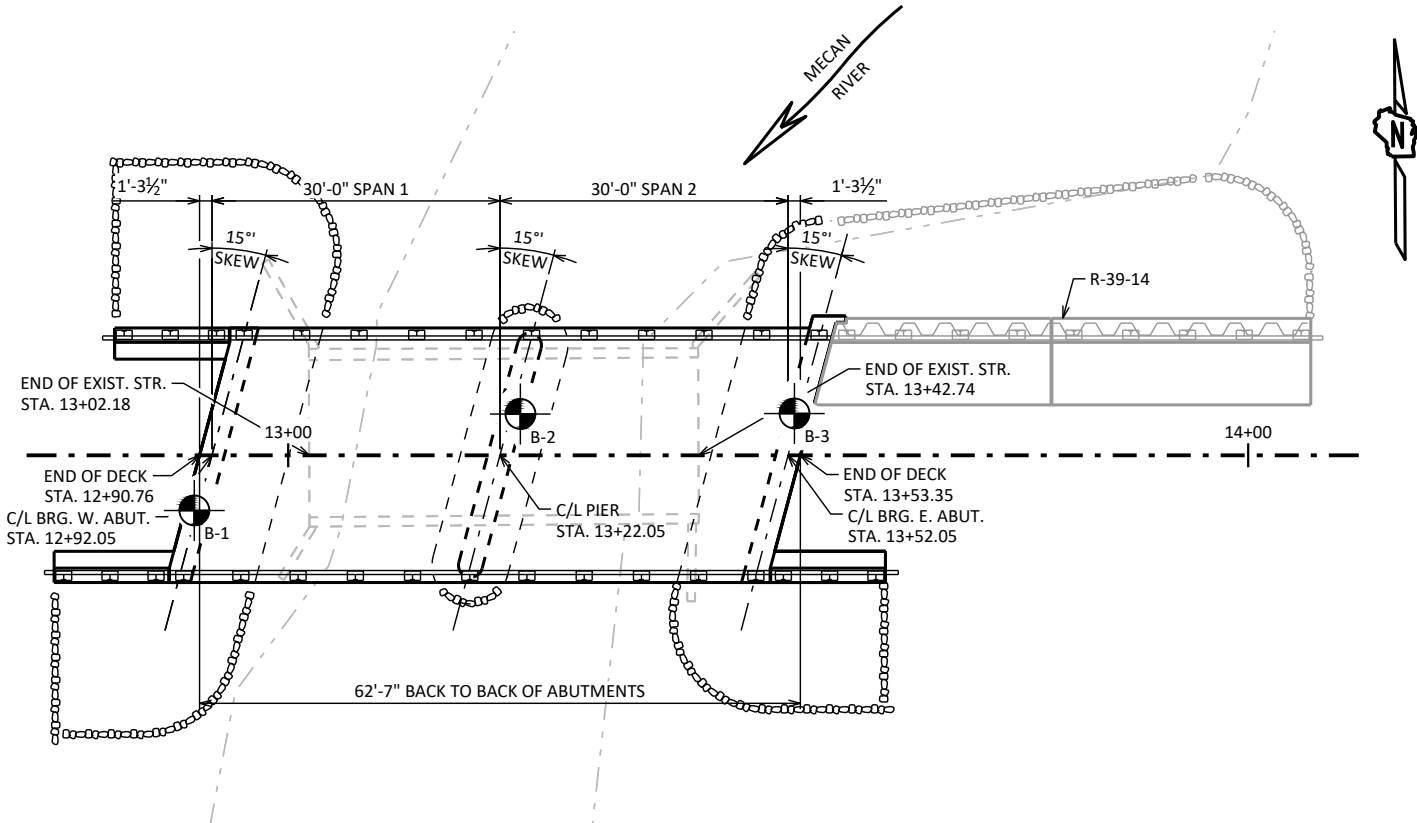 MECAN
RIVER
N
1'-3½"
30'-0" SPAN 1
30'-0" SPAN 2
1'-3½"
15°'
SKEW
15°'
SKEW
15°'
SKEW
R-39-14
END OF EXIST. STR.
STA. 13+02.18
END OF EXIST. STR.
STA. 13+42.74
13+00
B-2
B-3
14+00
END OF DECK
STA. 12+90.76
C/L BRG. W. ABUT.
STA. 12+92.05
B-1
C/L PIER
STA. 13+22.05
END OF DECK
STA. 13+53.35
C/L BRG. E. ABUT.
STA. 13+52.05
62'-7" BACK TO BACK OF ABUTMENTS